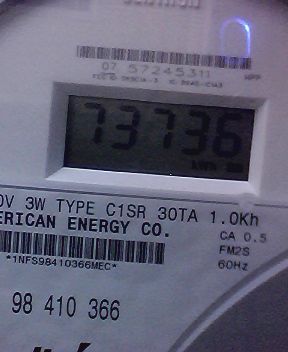 07 57245311
73736
0V 3W TYPE C1SR 30TA 1.0Kh
ERICAN ENERGY CO.
CA 0.5
*1NFS98410366MEC*
FM2S
60Hz
98 410 366